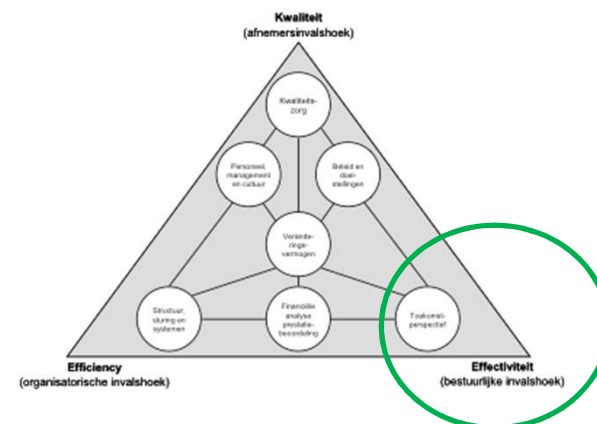 Kwaliteit
(afnemersinvalshoek)
Kwaliteits-
zorg
Personeel,
management
en cultuur
Beleid en
doel-
stellingen
Verande-
rings-
vermogen
Structuur,
sturing en
systemen
Financiële
analyse
prestatie-
beoordeling
Toekomst-
perspectief
Efficiency
(organisatorische invalshoek)
Effectiviteit
(bestuurlijke invalshoek)